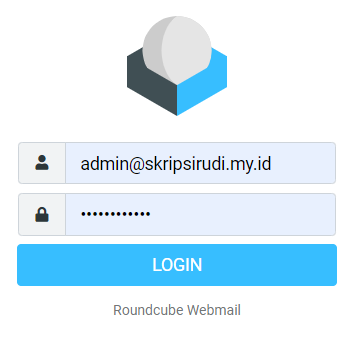 admin@skripsirudi.my.id
••••••••••••
LOGIN
Roundcube Webmail